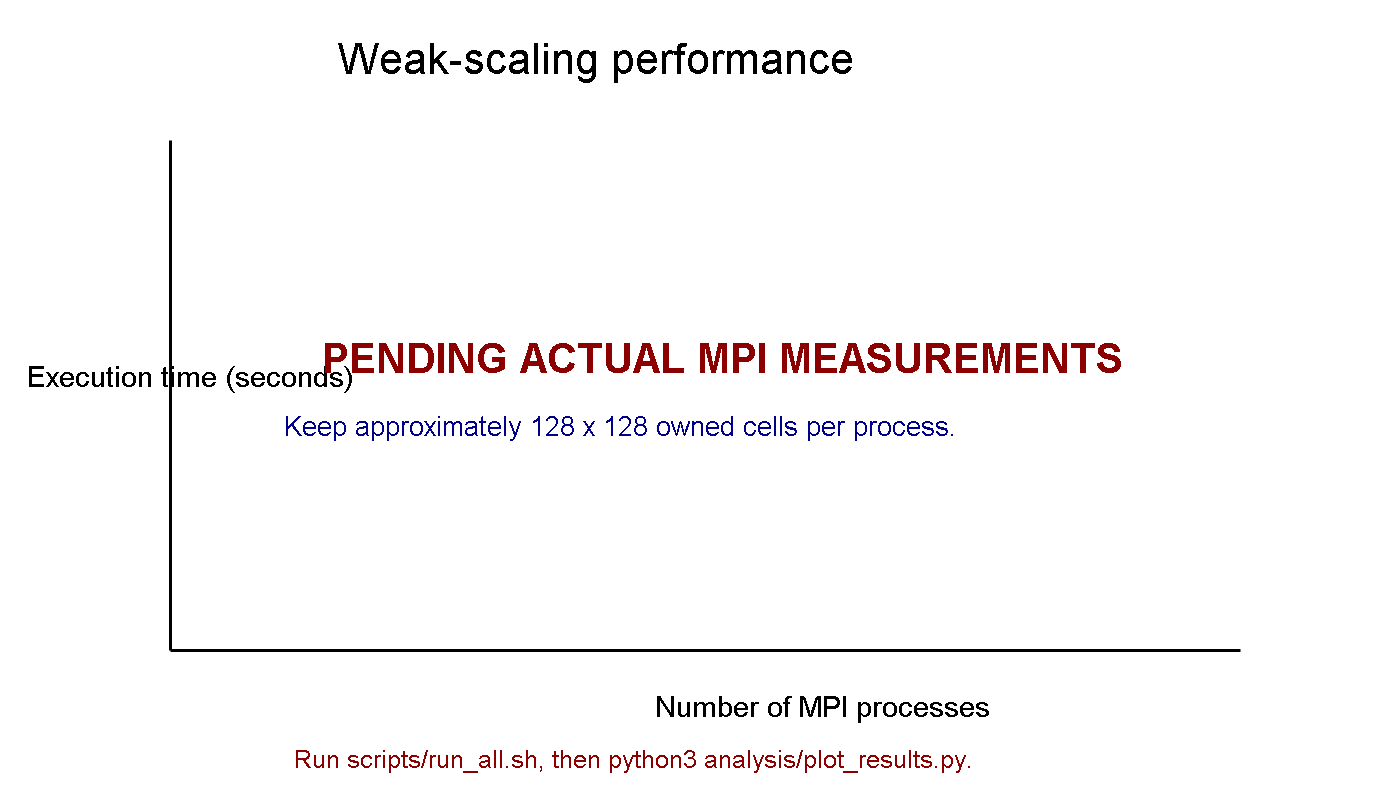 Weak-scaling performance
PENDING ACTUAL MPI MEASUREMENTS
Execution time (seconds)
Keep approximately 128 x 128 owned cells per process.
Number of MPI processes
Run scripts/run_all.sh, then python3 analysis/plot_results.py.